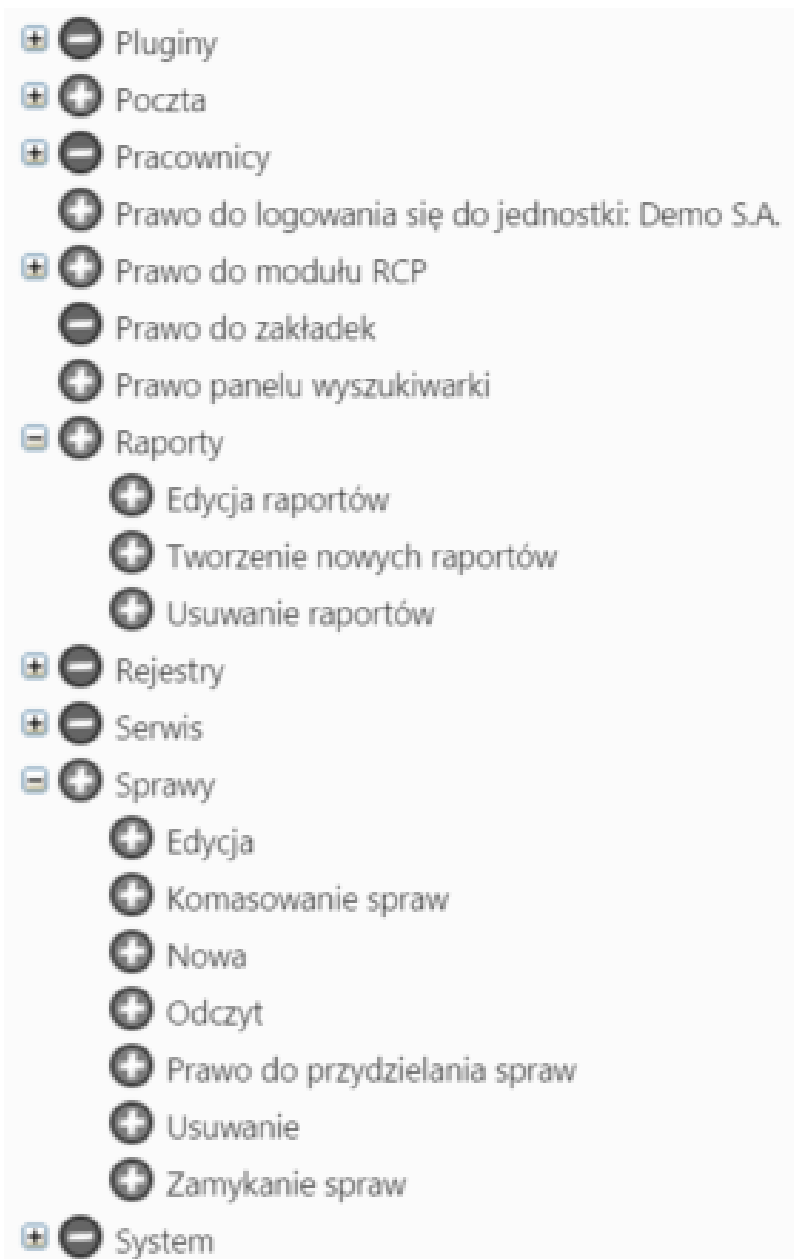 Pluginy
Poczta
Pracownicy
Prawo do logowania się do jednostki: Demo S.A.
Prawo do modułu RCP
Prawo do zakładek
Prawo panelu wyszukiwarki
Raporty
Edycja raportów
Tworzenie nowych raportów
Usuwanie raportów
Rejestry
Serwis
Sprawy
Edycja
Komasowanie spraw
Nowa
Odczyt
Prawo do przydzielania spraw
Usuwanie
Zamykanie spraw
System